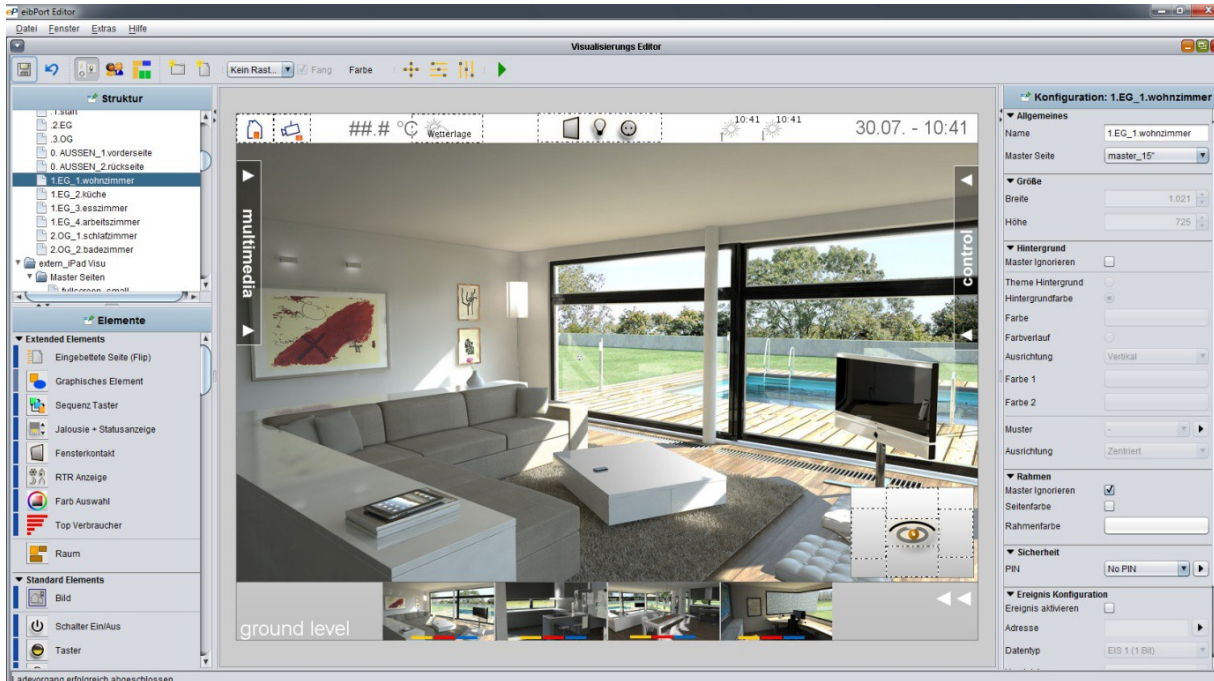 eP eibPort Editor
Datei Fenster Extras Hilfe
Visualisierungs Editor
Kein Rast... Fang Farbe
Struktur
.1.start
.2.EG
.3.OG
0. AUSSEN_1.vorderseite
0. AUSSEN_2.rückseite
1.EG_1.wohnzimmer
1.EG_2.küche
1.EG_3.esszimmer
1.EG_4.arbeitszimmer
2.OG_1.schlafzimmer
2.OG_2.badezimmer
extern_iPad Visu
Master Seiten
fullscreen_small
Elemente
Extended Elements
Eingebettete Seite (Flip)
Graphisches Element
Sequenz Taster
Jalousie + Statusanzeige
Fensterkontakt
RTR Anzeige
Farb Auswahl
Top Verbraucher
Raum
Standard Elements
Bild
Schalter Ein/Aus
Taster
Ladevorgang erfolgreich abgeschlossen
##.# °C Wetterlage
10:41 10:41
30.07. - 10:41
multimedia
control
ground level
Konfiguration: 1.EG_1.wohnzimmer
Allgemeines
Name 1.EG_1.wohnzimmer
Master Seite master_15"
Größe
Breite 1.021
Höhe 725
Hintergrund
Master Ignorieren
Theme Hintergrund
Hintergrundfarbe
Farbe
Farbverlauf
Ausrichtung Vertikal
Farbe 1
Farbe 2
Muster -
Ausrichtung Zentriert
Rahmen
Master Ignorieren
Seitenfarbe
Rahmenfarbe
Sicherheit
PIN No PIN
Ereignis Konfiguration
Ereignis aktivieren
Adresse
Datentyp EIS 1 (1 Bit)